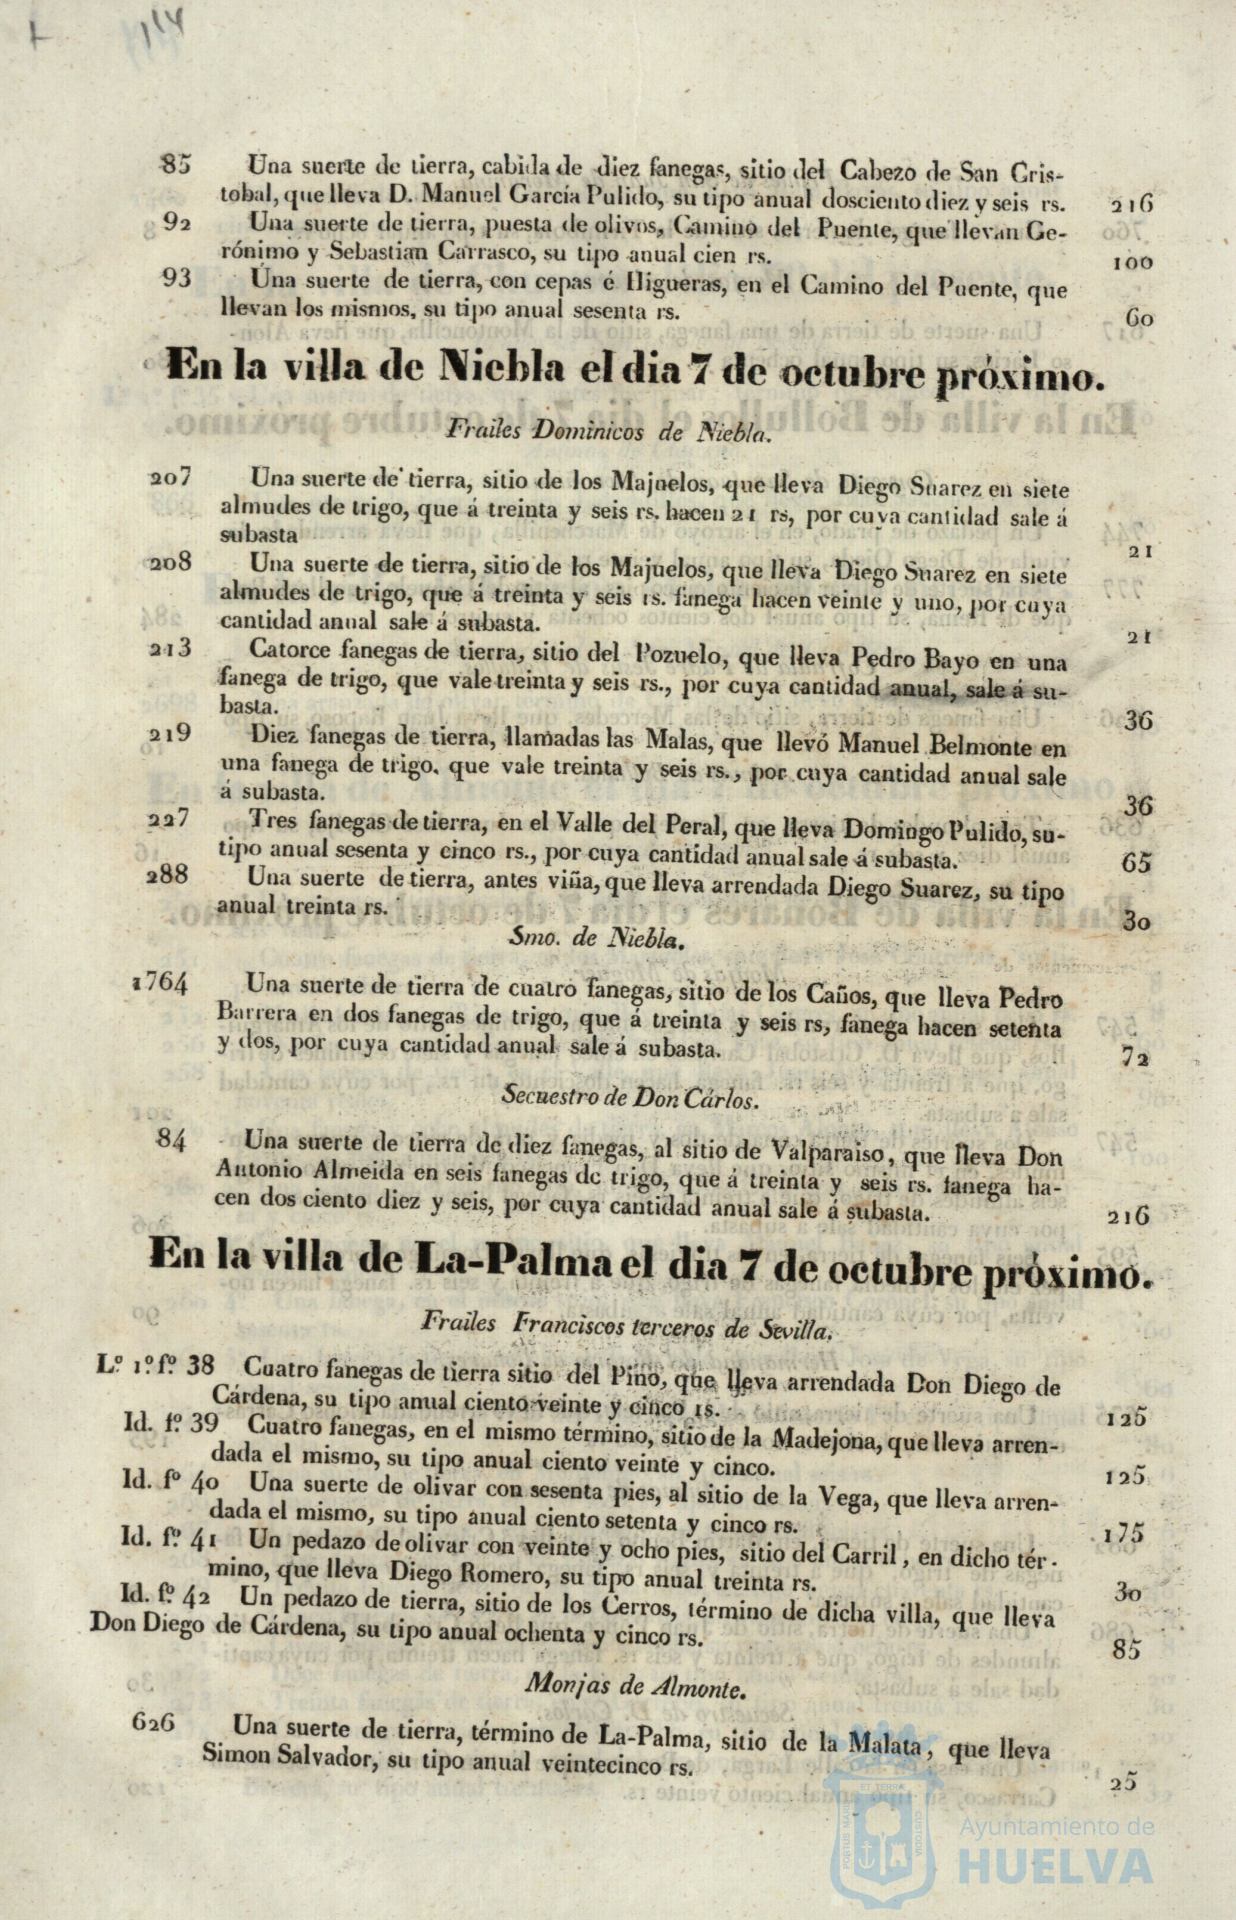 114
85 Una suerte de tierra, cabida de diez fanegas, sitio del Cabezo de San Cris-
tobal, que lleva D. Manuel García Pulido, su tipo anual dosciento diez y seis rs. 216
92 Una suerte de tierra, puesta de olivos, Camino del Puente, que llevan Ge-
rónimo y Sebastian Carrasco, su tipo anual cien rs. 100
93 Una suerte de tierra, con cepas é Higueras, en el Camino del Puente, que
llevan los mismos, su tipo anual sesenta rs. 60
En la villa de Niebla el dia 7 de octubre próximo.
Frailes Dominicos de Niebla.
207 Una suerte de tierra, sitio de los Majuelos, que lleva Diego Suarez en siete
almudes de trigo, que á treinta y seis rs. hacen 21 rs, por cuya cantidad sale á
subasta 21
208 Una suerte de tierra, sitio de los Majuelos, que lleva Diego Suarez en siete
almudes de trigo, que á treinta y seis rs. fanega hacen veinte y uno, por cuya
cantidad anual sale á subasta. 21
213 Catorce fanegas de tierra, sitio del Pozuelo, que lleva Pedro Bayo en una
fanega de trigo, que vale treinta y seis rs., por cuya cantidad anual, sale á su-
basta. 36
219 Diez fanegas de tierra, llamadas las Malas, que llevó Manuel Belmonte en
una fanega de trigo, que vale treinta y seis rs., por cuya cantidad anual sale
á subasta. 36
227 Tres fanegas de tierra, en el Valle del Peral, que lleva Domingo Pulido, su-
tipo anual sesenta y cinco rs., por cuya cantidad anual sale á subasta. 65
288 Una suerte de tierra, antes viña, que lleva arrendada Diego Suarez, su tipo
anual treinta rs. 30
Smo. de Niebla.
1764 Una suerte de tierra de cuatro fanegas, sitio de los Caños, que lleva Pedro
Barrera en dos fanegas de trigo, que á treinta y seis rs, fanega hacen setenta
y dos, por cuya cantidad anual sale á subasta. 72
Secuestro de Don Cárlos.
84 Una suerte de tierra de diez fanegas, al sitio de Valparaiso, que lleva Don
Antonio Almeida en seis fanegas de trigo, que á treinta y seis rs. fanega ha-
cen dos ciento diez y seis, por cuya cantidad anual sale á subasta. 216
En la villa de La-Palma el dia 7 de octubre próximo.
Frailes Franciscos terceros de Sevilla.
L.º 1.º f.º 38 Cuatro fanegas de tierra sitio del Pino, que lleva arrendada Don Diego de
Cárdena, su tipo anual ciento veinte y cinco rs. 125
Id. f.º 39 Cuatro fanegas, en el mismo término, sitio de la Madejona, que lleva arren-
dada el mismo, su tipo anual ciento veinte y cinco. 125
Id. fº 40 Una suerte de olivar con sesenta pies, al sitio de la Vega, que lleva arren-
dada el mismo, su tipo anual ciento setenta y cinco rs. 175
Id. f.º 41 Un pedazo de olivar con veinte y ocho pies, sitio del Carril, en dicho tér-
mino, que lleva Diego Romero, su tipo anual treinta rs. 30
Id. f.º 42 Un pedazo de tierra, sitio de los Cerros, término de dicha villa, que lleva
Don Diego de Cárdena, su tipo anual ochenta y cinco rs. 85
Monjas de Almonte.
626 Una suerte de tierra, término de La-Palma, sitio de la Malata, que lleva
Simon Salvador, su tipo anual veintecinco rs. 25
PORTUS MARIS ET TERRÆ CUSTODIA
Ayuntamiento de
HUELVA